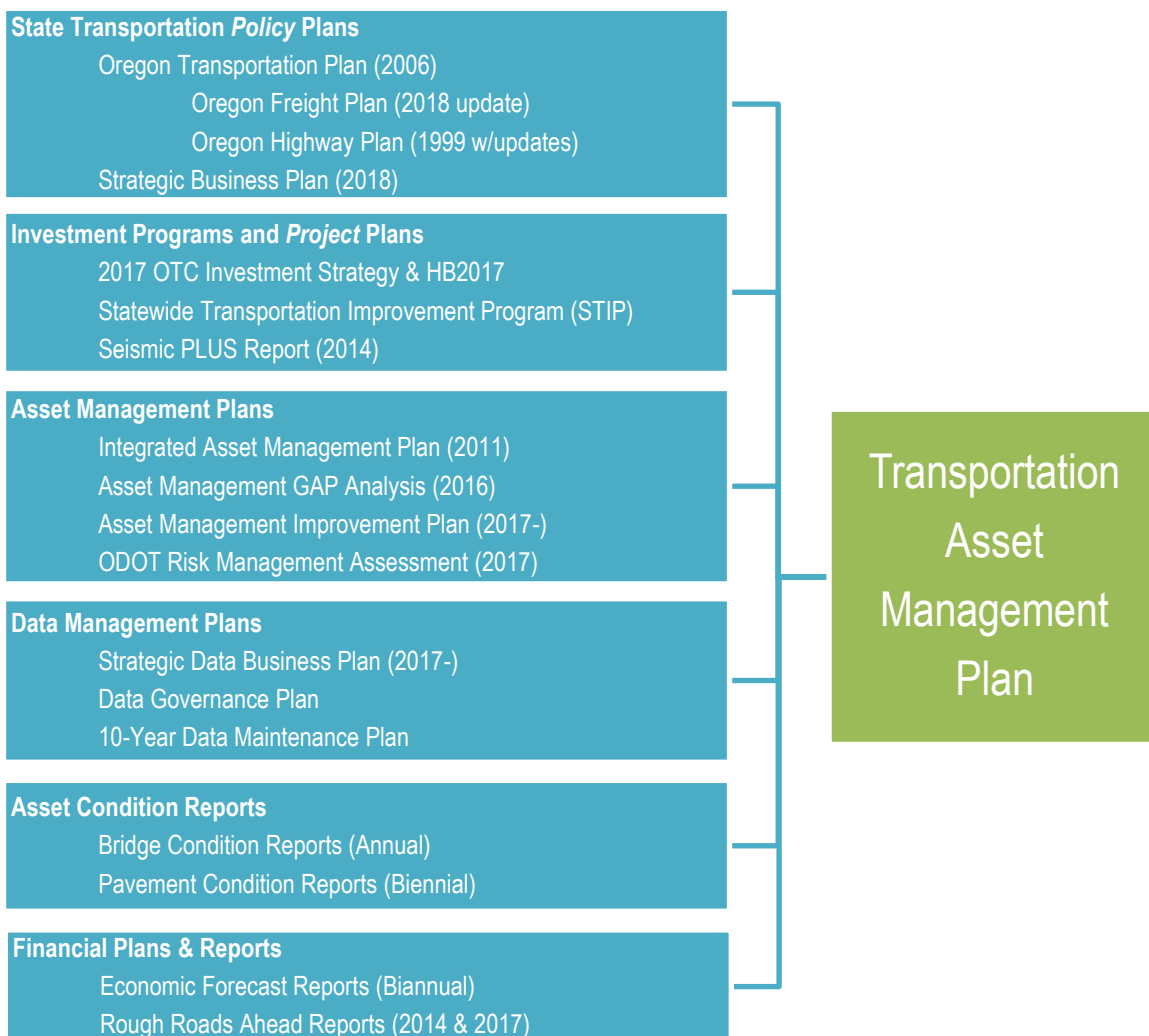 State Transportation Policy Plans
Oregon Transportation Plan (2006)
Oregon Freight Plan (2018 update)
Oregon Highway Plan (1999 w/updates)
Strategic Business Plan (2018)
Investment Programs and Project Plans
2017 OTC Investment Strategy & HB2017
Statewide Transportation Improvement Program (STIP)
Seismic PLUS Report (2014)
Asset Management Plans
Integrated Asset Management Plan (2011)
Asset Management GAP Analysis (2016)
Asset Management Improvement Plan (2017-)
ODOT Risk Management Assessment (2017)
Data Management Plans
Strategic Data Business Plan (2017-)
Data Governance Plan
10-Year Data Maintenance Plan
Asset Condition Reports
Bridge Condition Reports (Annual)
Pavement Condition Reports (Biennial)
Financial Plans & Reports
Economic Forecast Reports (Biannual)
Rough Roads Ahead Reports (2014 & 2017)
Transportation
Asset
Management
Plan